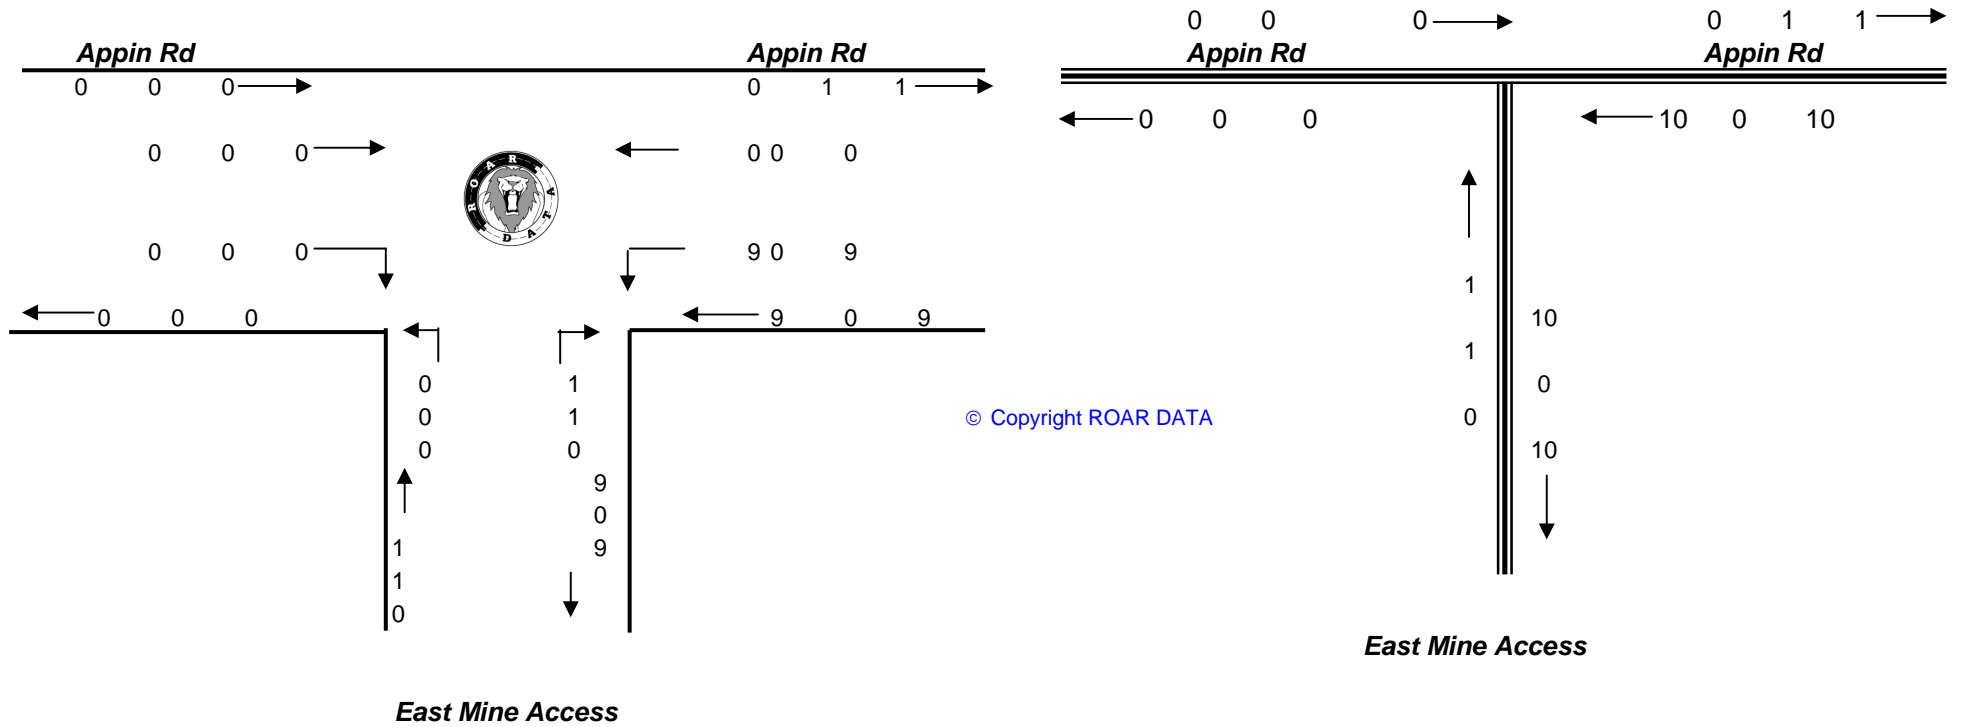 0 0 0 0 1 1
Appin Rd Appin Rd Appin Rd Appin Rd
0 0 0 0 1 1
0 0 0 10 0 10
0 0 0 0 0 0
ROAR DATA
0 0 0 9 0 9
1
0 0 0 9 0 9 10
1
0 1 0
0 1 © Copyright ROAR DATA 0
0 0 10
9
0
1 9
1
0
East Mine Access
East Mine Access